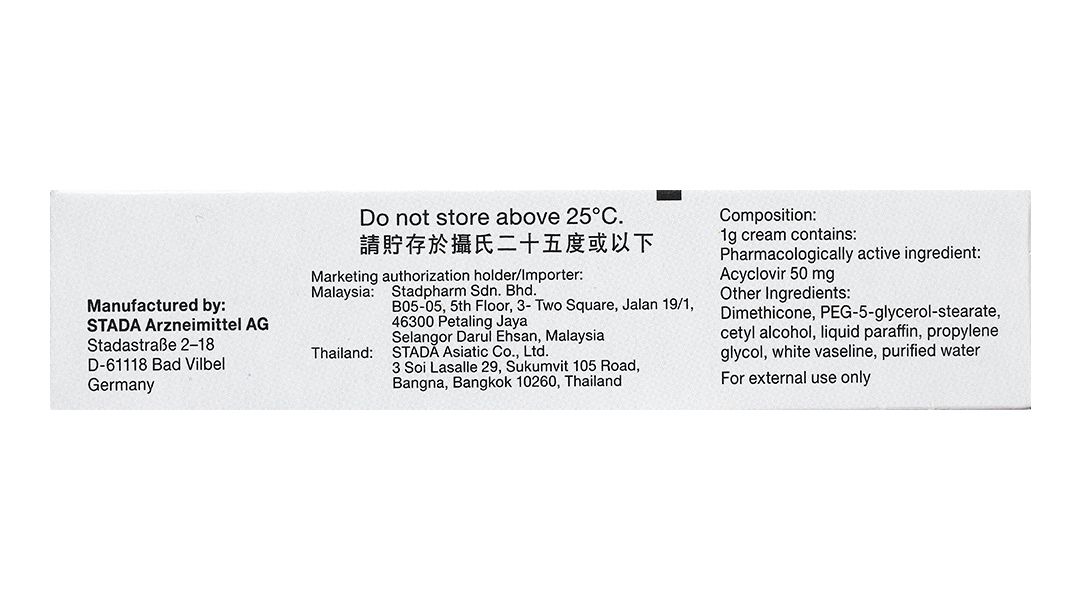 Manufactured by:
STADA Arzneimittel AG
Stadastraße 2–18
D-61118 Bad Vilbel
Germany
Do not store above 25°C.
請貯存於攝氏二十五度或以下
Marketing authorization holder/Importer:
Malaysia: Stadpharm Sdn. Bhd.
B05-05, 5th Floor, 3- Two Square, Jalan 19/1,
46300 Petaling Jaya
Selangor Darul Ehsan, Malaysia
Thailand: STADA Asiatic Co., Ltd.
3 Soi Lasalle 29, Sukumvit 105 Road,
Bangna, Bangkok 10260, Thailand
Composition:
1g cream contains:
Pharmacologically active ingredient:
Acyclovir 50 mg
Other Ingredients:
Dimethicone, PEG-5-glycerol-stearate,
cetyl alcohol, liquid paraffin, propylene
glycol, white vaseline, purified water
For external use only